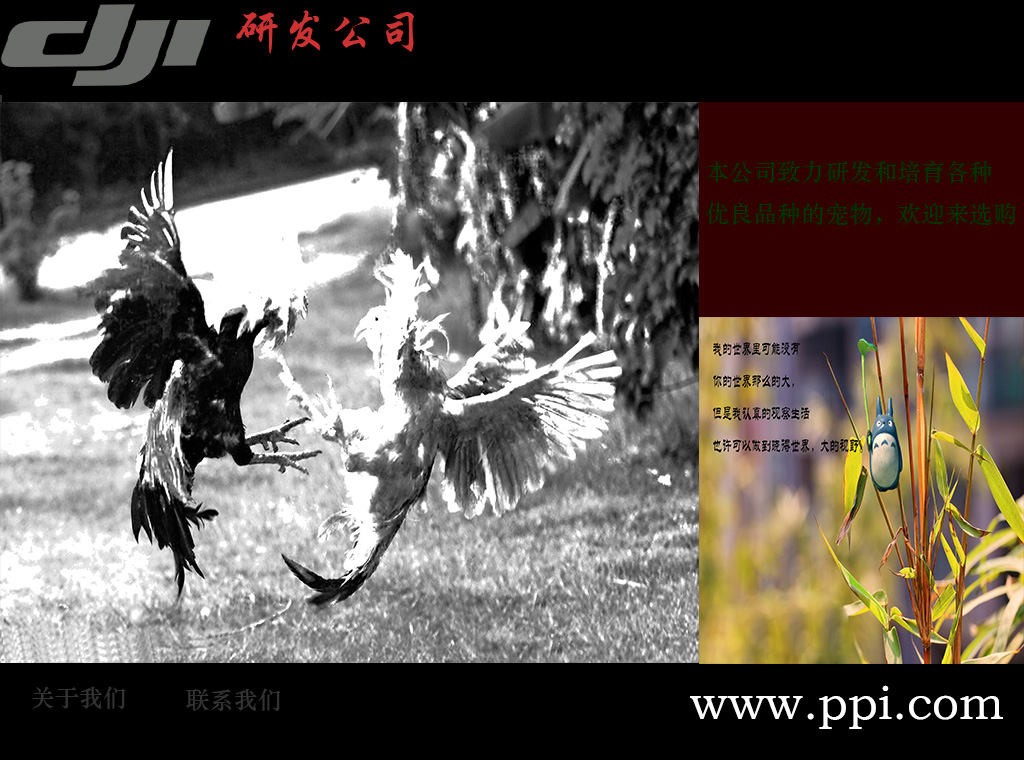 dji 研发公司
本公司致力研发和培育各种
优良品种的宠物，欢迎来选购
我的世界里可能没有
你的世界那么的大，
但是我认真的观察生活
也许可以做到晓得世界，大的视野
关于我们
联系我们
www.ppi.com